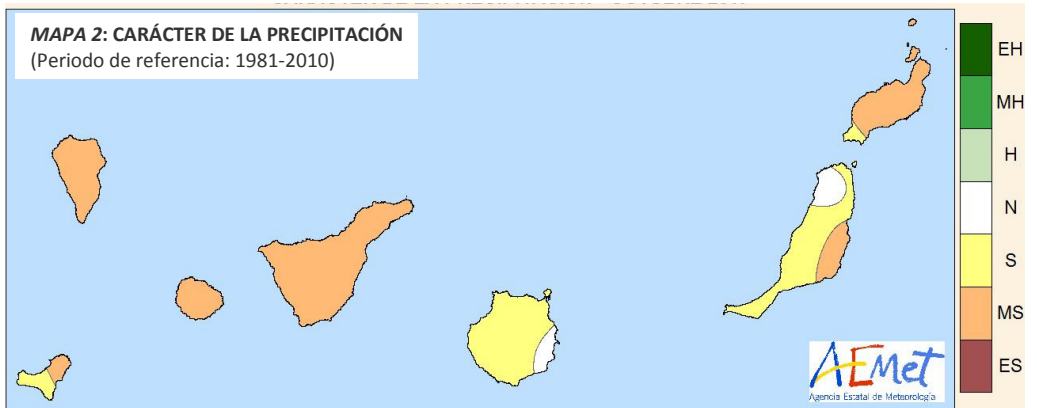 MAPA 2: CARÁCTER DE LA PRECIPITACIÓN
(Periodo de referencia: 1981-2010)
EH
MH
H
N
S
MS
ES
AEMet
Agencia Estatal de Meteorología